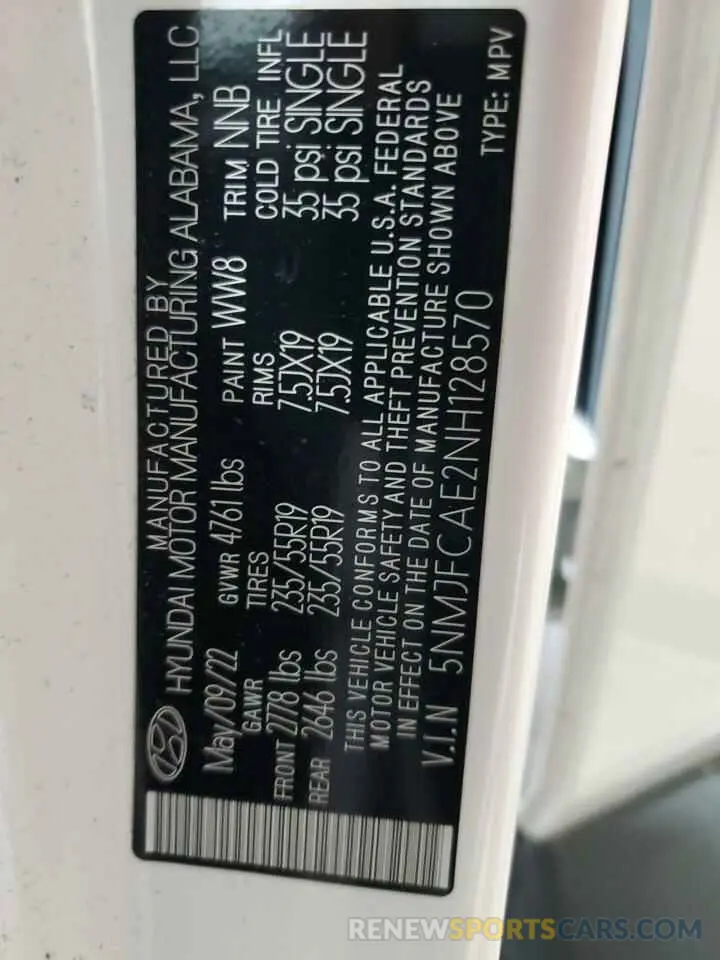 MANUFACTURED BY
HYUNDAI MOTOR MANUFACTURING ALABAMA, LLC
May/09/22 GVWR 4761 lbs PAINT WW8 TRIM NNB
GAWR TIRES RIMS COLD TIRE INFL
FRONT 2778 lbs 235/55R19 7.5JX19 35 psi SINGLE
REAR 2646 lbs 235/55R19 7.5JX19 35 psi SINGLE
THIS VEHICLE CONFORMS TO ALL APPLICABLE U.S.A. FEDERAL
MOTOR VEHICLE SAFETY AND THEFT PREVENTION STANDARDS
IN EFFECT ON THE DATE OF MANUFACTURE SHOWN ABOVE
V.I.N 5NMJFCAE2NH128570 TYPE: MPV
RENEWSPORTSCARS.COM